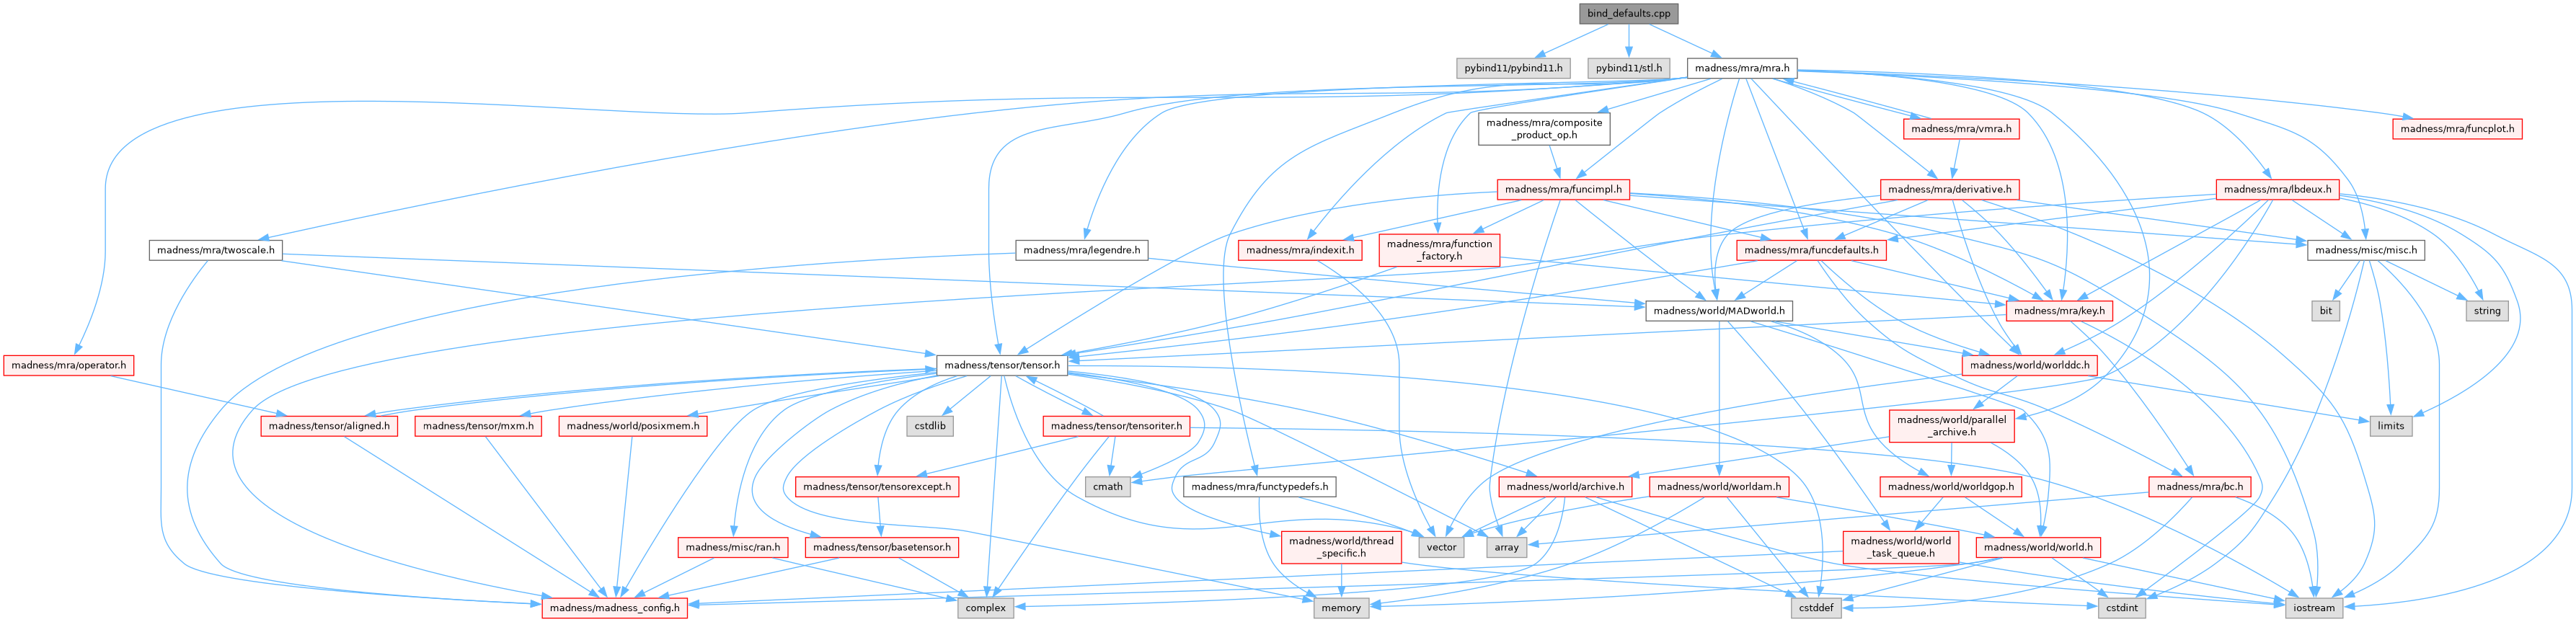 bind_defaults.cpp
pybind11/pybind11.h
pybind11/stl.h
madness/mra/mra.h
madness/mra/composite
_product_op.h
madness/mra/vmra.h
madness/mra/funcplot.h
madness/mra/funcimpl.h
madness/mra/derivative.h
madness/mra/lbdeux.h
madness/mra/twoscale.h
madness/mra/legendre.h
madness/mra/indexit.h
madness/mra/function
_factory.h
madness/mra/funcdefaults.h
madness/misc/misc.h
madness/world/MADworld.h
madness/mra/key.h
bit
string
madness/mra/operator.h
madness/tensor/tensor.h
madness/world/worlddc.h
madness/tensor/aligned.h
madness/tensor/mxm.h
madness/world/posixmem.h
cstdlib
madness/tensor/tensoriter.h
madness/world/parallel
_archive.h
limits
madness/tensor/tensorexcept.h
cmath
madness/mra/functypedefs.h
madness/world/archive.h
madness/world/worldam.h
madness/world/worldgop.h
madness/mra/bc.h
madness/misc/ran.h
madness/tensor/basetensor.h
madness/world/thread
_specific.h
vector
array
madness/world/world
_task_queue.h
madness/world/world.h
madness/madness_config.h
complex
memory
cstddef
cstdint
iostream